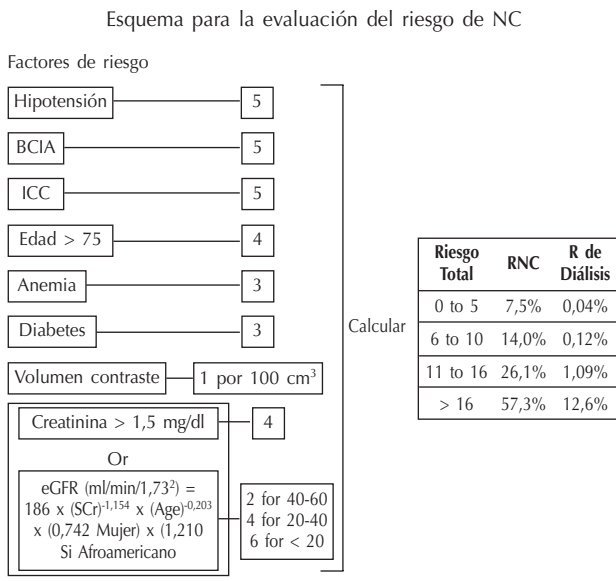 Esquema para la evaluación del riesgo de NC
Factores de riesgo
Hipotensión 5
BCIA 5
ICC 5
Edad > 75 4
Anemia 3
Diabetes 3
Volumen contraste 1 por 100 cm³
Creatinina > 1,5 mg/dl 4
Or
eGFR (ml/min/1,73²) =
186 x (SCr)⁻¹,¹⁵⁴ x (Age)⁻⁰,²⁰³
x (0,742 Mujer) x (1,210
Si Afroamericano
2 for 40-60
4 for 20-40
6 for < 20
Calcular
Riesgo Total RNC R de Diálisis
0 to 5 7,5% 0,04%
6 to 10 14,0% 0,12%
11 to 16 26,1% 1,09%
> 16 57,3% 12,6%